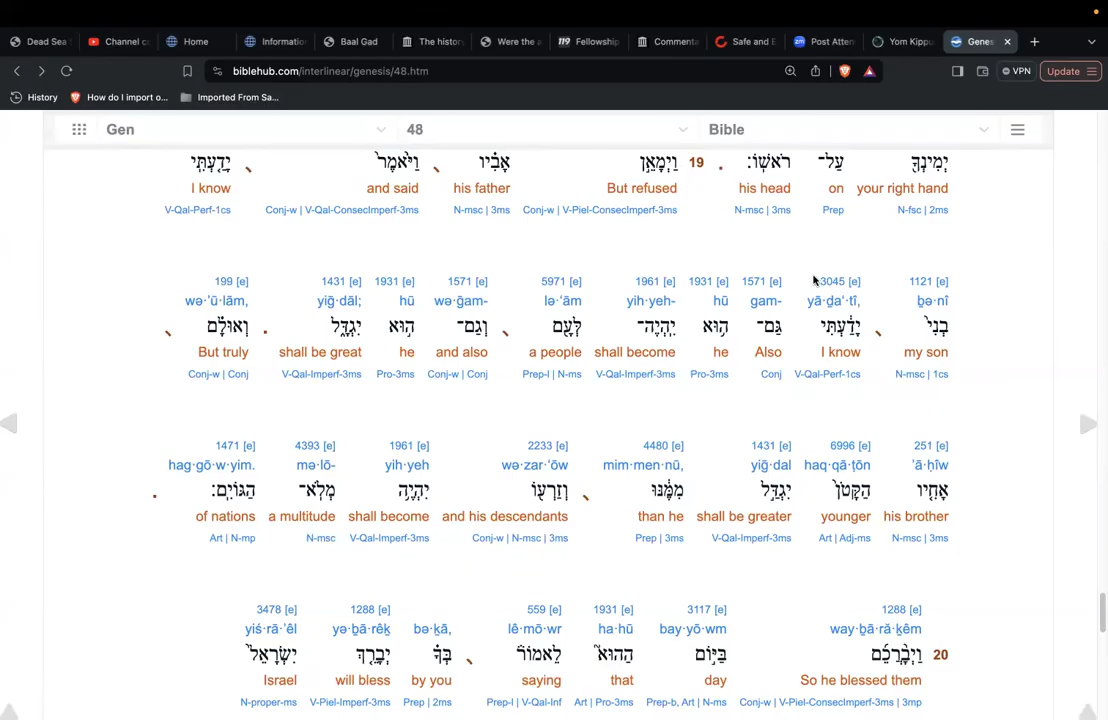 Dead Sea
Channel c
Home
Information
Baal Gad
The history
Were the a
119 Fellowship
Commenta
Safe and E
Post Atten
Yom Kippu
Genes
biblehub.com/interlinear/genesis/48.htm
VPN
Update
History
How do I import o...
Imported From Sa...
Gen 48 Bible
יְמִינְךָ֖ עַל־ רֹאשֽׁוֹ׃ . 19 וַיְמָאֵ֣ן אָבִ֗יו 、 וַיֹּ֙אמֶר֙ יָדַ֤עְתִּֽי 、
your right hand on his head But refused his father and said I know
N-fsc | 2ms Prep N-msc | 3ms Conj-w | V-Piel-ConsecImperf-3ms N-msc | 3ms Conj-w | V-Qal-ConsecImperf-3ms V-Qal-Perf-1cs
1121 [e] 3045 [e] 1571 [e] 1931 [e] 1961 [e] 5971 [e] 1571 [e] 1931 [e] 1431 [e] 199 [e]
ḇə·nî yā·ḏa‘·tî, gam- hū yih·yeh- lə·‘ām wə·ḡam- hū yiḡ·dāl; wə·’ū·lām,
בְנִי֙ 、 יָדַ֔עְתִּי גַּם־ ה֥וּא יִֽהְיֶה־ לְּעָ֖ם 、 וְגַם־ ה֣וּא יִגְדָּ֑ל . וְאוּלָ֗ם 、
my son I know Also he shall become a people and also he shall be great But truly
N-msc | 1cs V-Qal-Perf-1cs Conj Pro-3ms V-Qal-Imperf-3ms Prep-l | N-ms Conj-w | Conj Pro-3ms V-Qal-Imperf-3ms Conj-w | Conj
251 [e] 6996 [e] 1431 [e] 4480 [e] 2233 [e] 1961 [e] 4393 [e] 1471 [e]
’ā·ḥîw haq·qā·ṭōn yiḡ·dal mim·men·nū, wə·zar·‘ōw yih·yeh mə·lō- hag·gō·w·yim.
אָחִ֤יו הַקָּטֹן֙ יִגְדַּ֣ל מִמֶּ֔נּוּ 、 וְזַרְע֖וֹ יִהְיֶ֥ה מְלֹֽא־ הַגּוֹיִֽם׃ .
his brother younger shall be greater than he and his descendants shall become a multitude of nations
N-msc | 3ms Art | Adj-ms V-Qal-Imperf-3ms Prep | 3ms Conj-w | N-msc | 3ms V-Qal-Imperf-3ms N-msc Art | N-mp
1288 [e] 3117 [e] 1931 [e] 559 [e] 1288 [e] 3478 [e]
way·ḇā·ră·ḵêm bay·yō·wm ha·hū lê·mō·wr bə·ḵā, yə·ḇā·rêḵ yiś·rā·’êl
20 וַיְבָ֨רֲכֵ֜ם בַּיּ֣וֹם הַהוּא֮ לֵאמוֹר֒ 、 בְּךָ֗ יְבָרֵ֤ךְ יִשְׂרָאֵל֙
So he blessed them day that saying by you will bless Israel
Conj-w | V-Piel-ConsecImperf-3ms | 3mp Prep-b, Art | N-ms Art | Pro-3ms Prep-l | V-Qal-Inf Prep | 2ms V-Piel-Imperf-3ms N-proper-ms